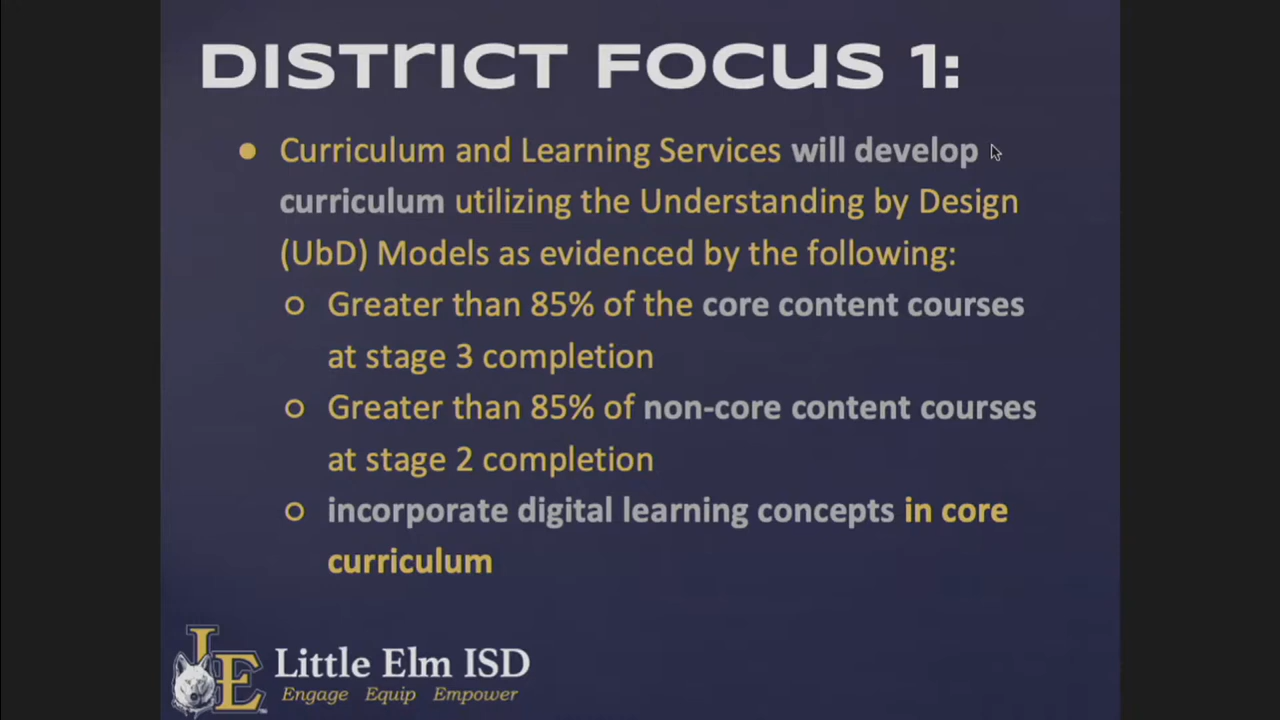 DISTrICT FOCUS 1:
● Curriculum and Learning Services will develop
curriculum utilizing the Understanding by Design
(UbD) Models as evidenced by the following:
○ Greater than 85% of the core content courses
at stage 3 completion
○ Greater than 85% of non-core content courses
at stage 2 completion
○ incorporate digital learning concepts in core
curriculum
LE
Little Elm ISD
Engage Equip Empower